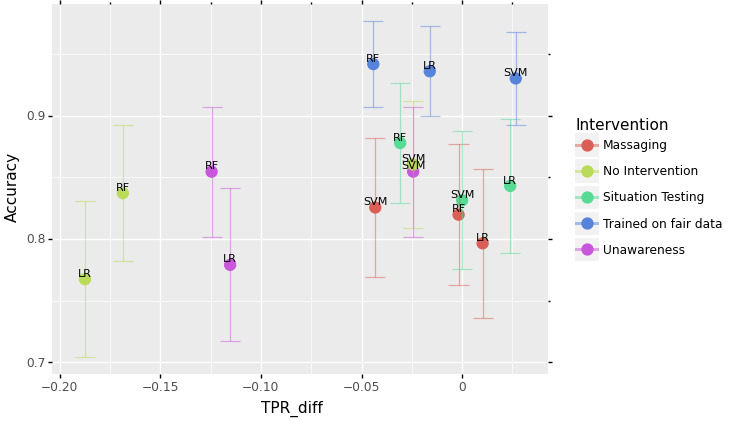 RF
LR
SVM
0.9
RF
SVM
SVM
RF
LR
RF
SVM
SVM
RF
0.8
LR
LR
LR
0.7
−0.20
−0.15
−0.10
−0.05
0
TPR_diff
Accuracy
Intervention
Massaging
No Intervention
Situation Testing
Trained on fair data
Unawareness